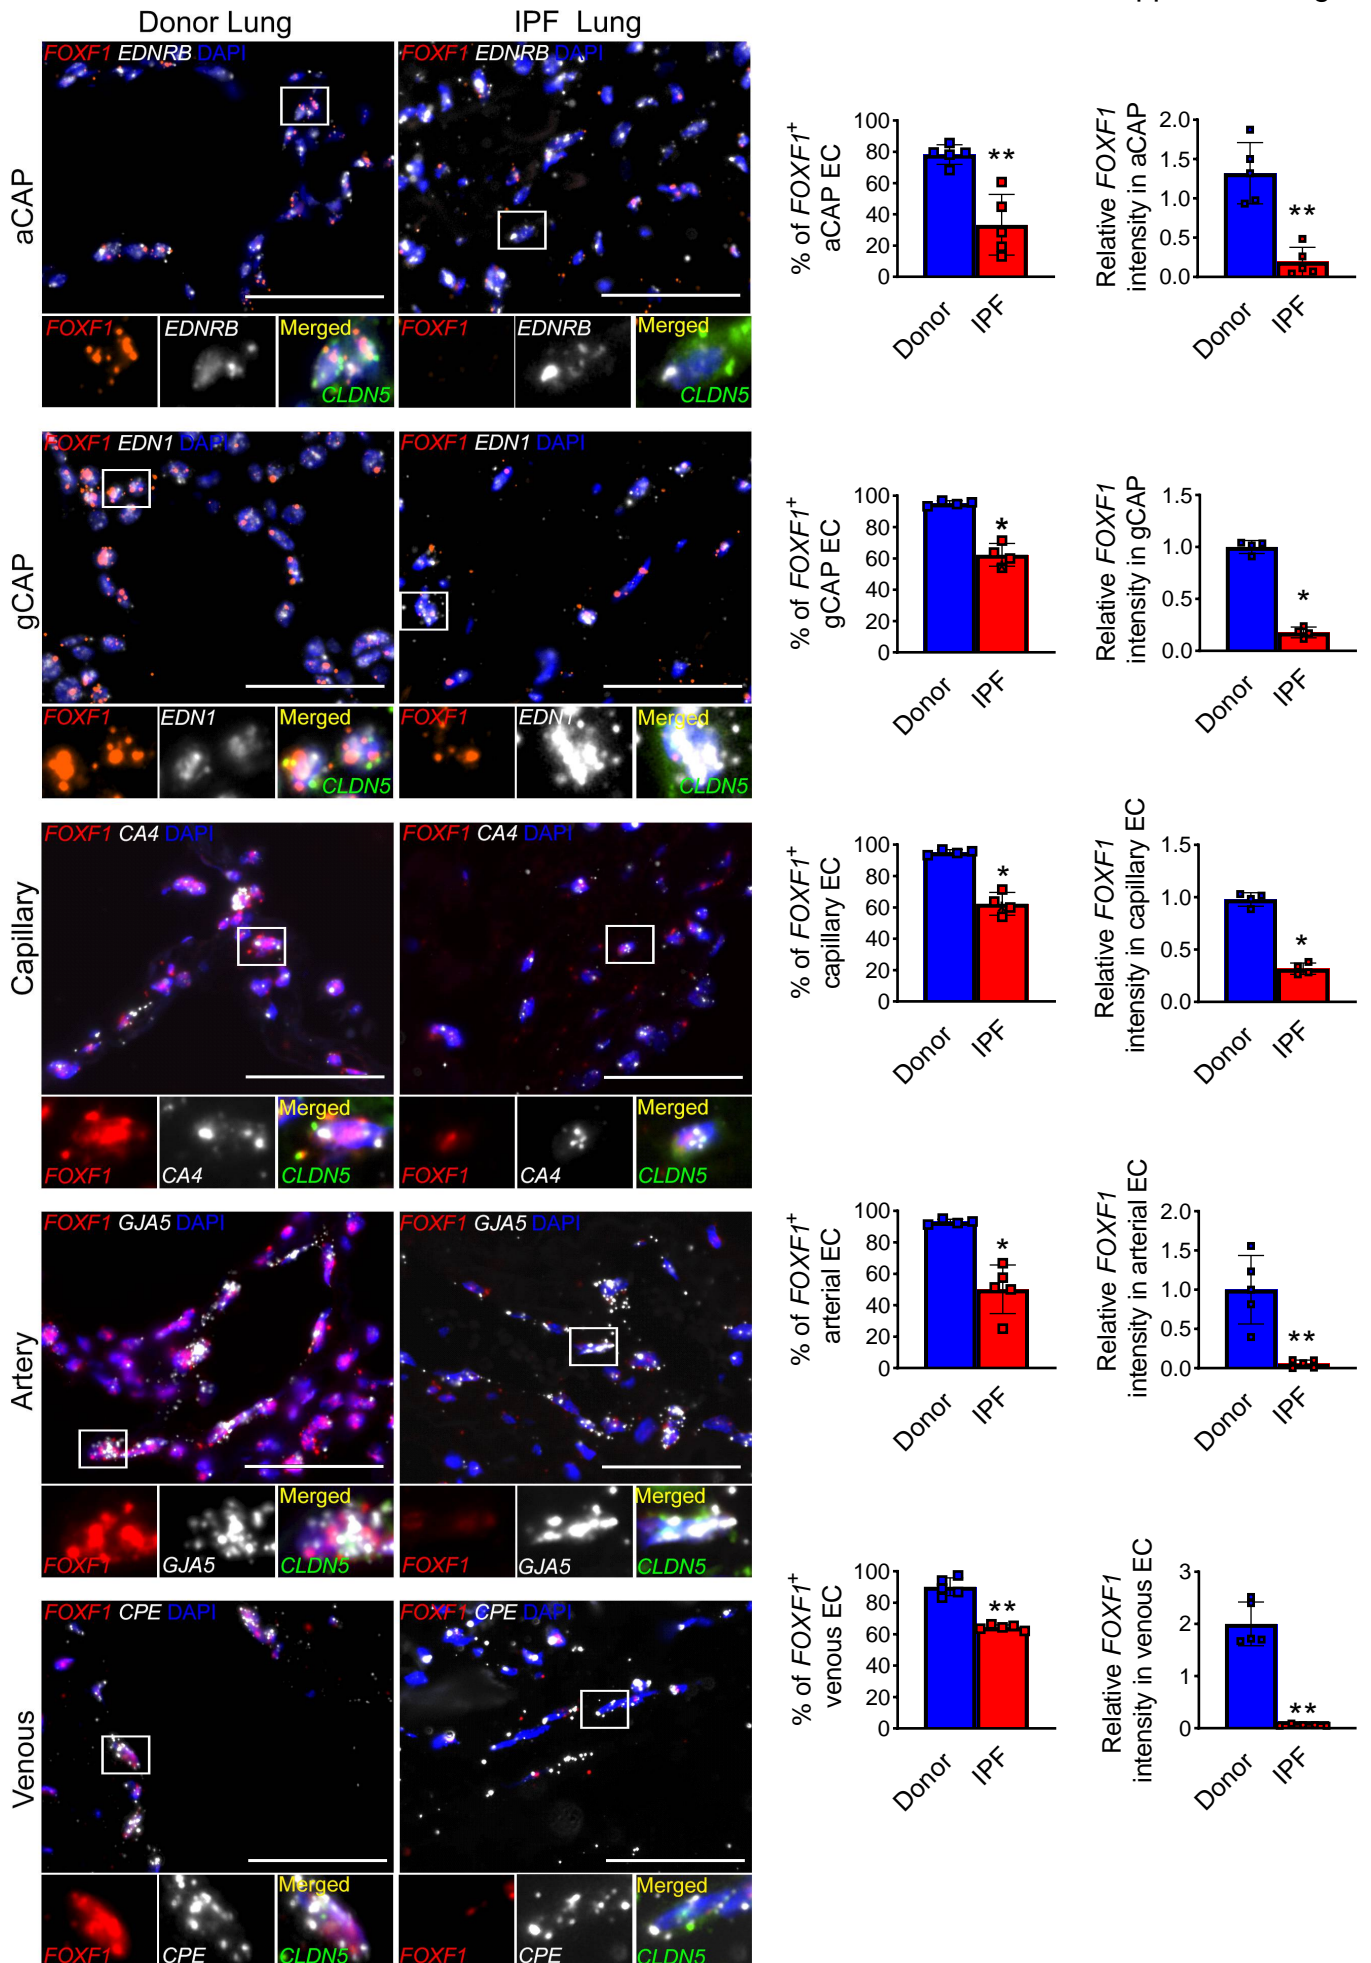 Donor Lung
IPF Lung
aCAP
FOXF1 EDNRB DAPI
FOXF1 EDNRB DAPI
FOXF1
EDNRB
Merged
CLDN5
FOXF1
EDNRB
Merged
CLDN5
% of FOXF1+
aCAP EC
100
80
60
40
20
0
**
Donor
IPF
Relative FOXF1
intensity in aCAP
2.0
1.5
1.0
0.5
0.0
**
Donor
IPF
gCAP
FOXF1 EDN1 DAPI
FOXF1 EDN1 DAPI
FOXF1
EDN1
Merged
CLDN5
FOXF1
EDN1
Merged
CLDN5
% of FOXF1+
gCAP EC
100
80
60
40
20
0
*
Donor
IPF
Relative FOXF1
intensity in gCAP
1.5
1.0
0.5
0.0
*
Donor
IPF
Capillary
FOXF1 CA4 DAPI
FOXF1 CA4 DAPI
FOXF1
CA4
Merged
CLDN5
FOXF1
CA4
Merged
CLDN5
% of FOXF1+
capillary EC
100
80
60
40
20
0
*
Donor
IPF
Relative FOXF1
intensity in capillary EC
1.5
1.0
0.5
0.0
*
Donor
IPF
Artery
FOXF1 GJA5 DAPI
FOXF1 GJA5 DAPI
FOXF1
GJA5
Merged
CLDN5
FOXF1
GJA5
Merged
CLDN5
% of FOXF1+
arterial EC
100
80
60
40
20
0
*
Donor
IPF
Relative FOXF1
intensity in arterial EC
2.0
1.5
1.0
0.5
0.0
**
Donor
IPF
Venous
FOXF1 CPE DAPI
FOXF1 CPE DAPI
FOXF1
CPE
Merged
CLDN5
FOXF1
CPE
Merged
CLDN5
% of FOXF1+
venous EC
100
80
60
40
20
0
**
Donor
IPF
Relative FOXF1
intensity in venous EC
3
2
1
0
**
Donor
IPF